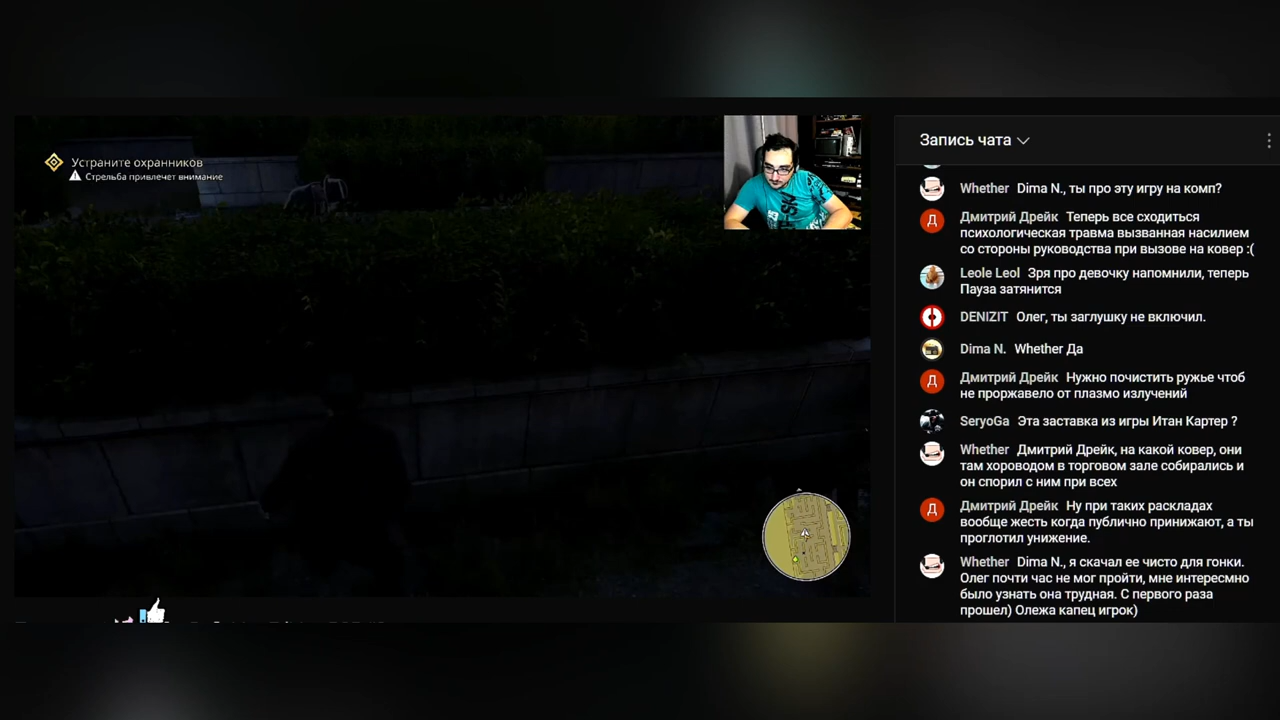 Устраните охранников
Стрельба привлечет внимание
Запись чата
Whether Dima N., ты про эту игру на комп?
Дмитрий Дрейк Теперь все сходиться
психологическая травма вызванная насилием
со стороны руководства при вызове на ковер :(
Leole Leol Зря про девочку напомнили, теперь
Пауза затянится
DENIZIT Олег, ты заглушку не включил.
Dima N. Whether Да
Д
Дмитрий Дрейк Нужно почистить ружье чтоб
не проржавело от плазмо излучений
SeryoGa Эта заставка из игры Итан Картер ?
Whether Дмитрий Дрейк, на какой ковер, они
там хороводом в торговом зале собирались и
он спорил с ним при всех
Д
Дмитрий Дрейк Ну при таких раскладах
вообще жесть когда публично принижают, а ты
проглотил унижение.
Whether Dima N., я скачал ее чисто для гонки.
Олег почти час не мог пройти, мне интересмно
было узнать она трудная. С первого раза
прошел) Олежа капец игрок)